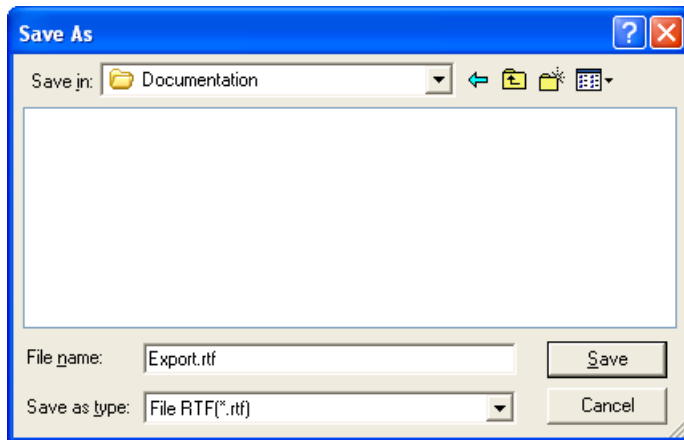 Save As
Save in: Documentation
File name: Export.rtf Save
Save as type: File RTF(*.rtf) Cancel